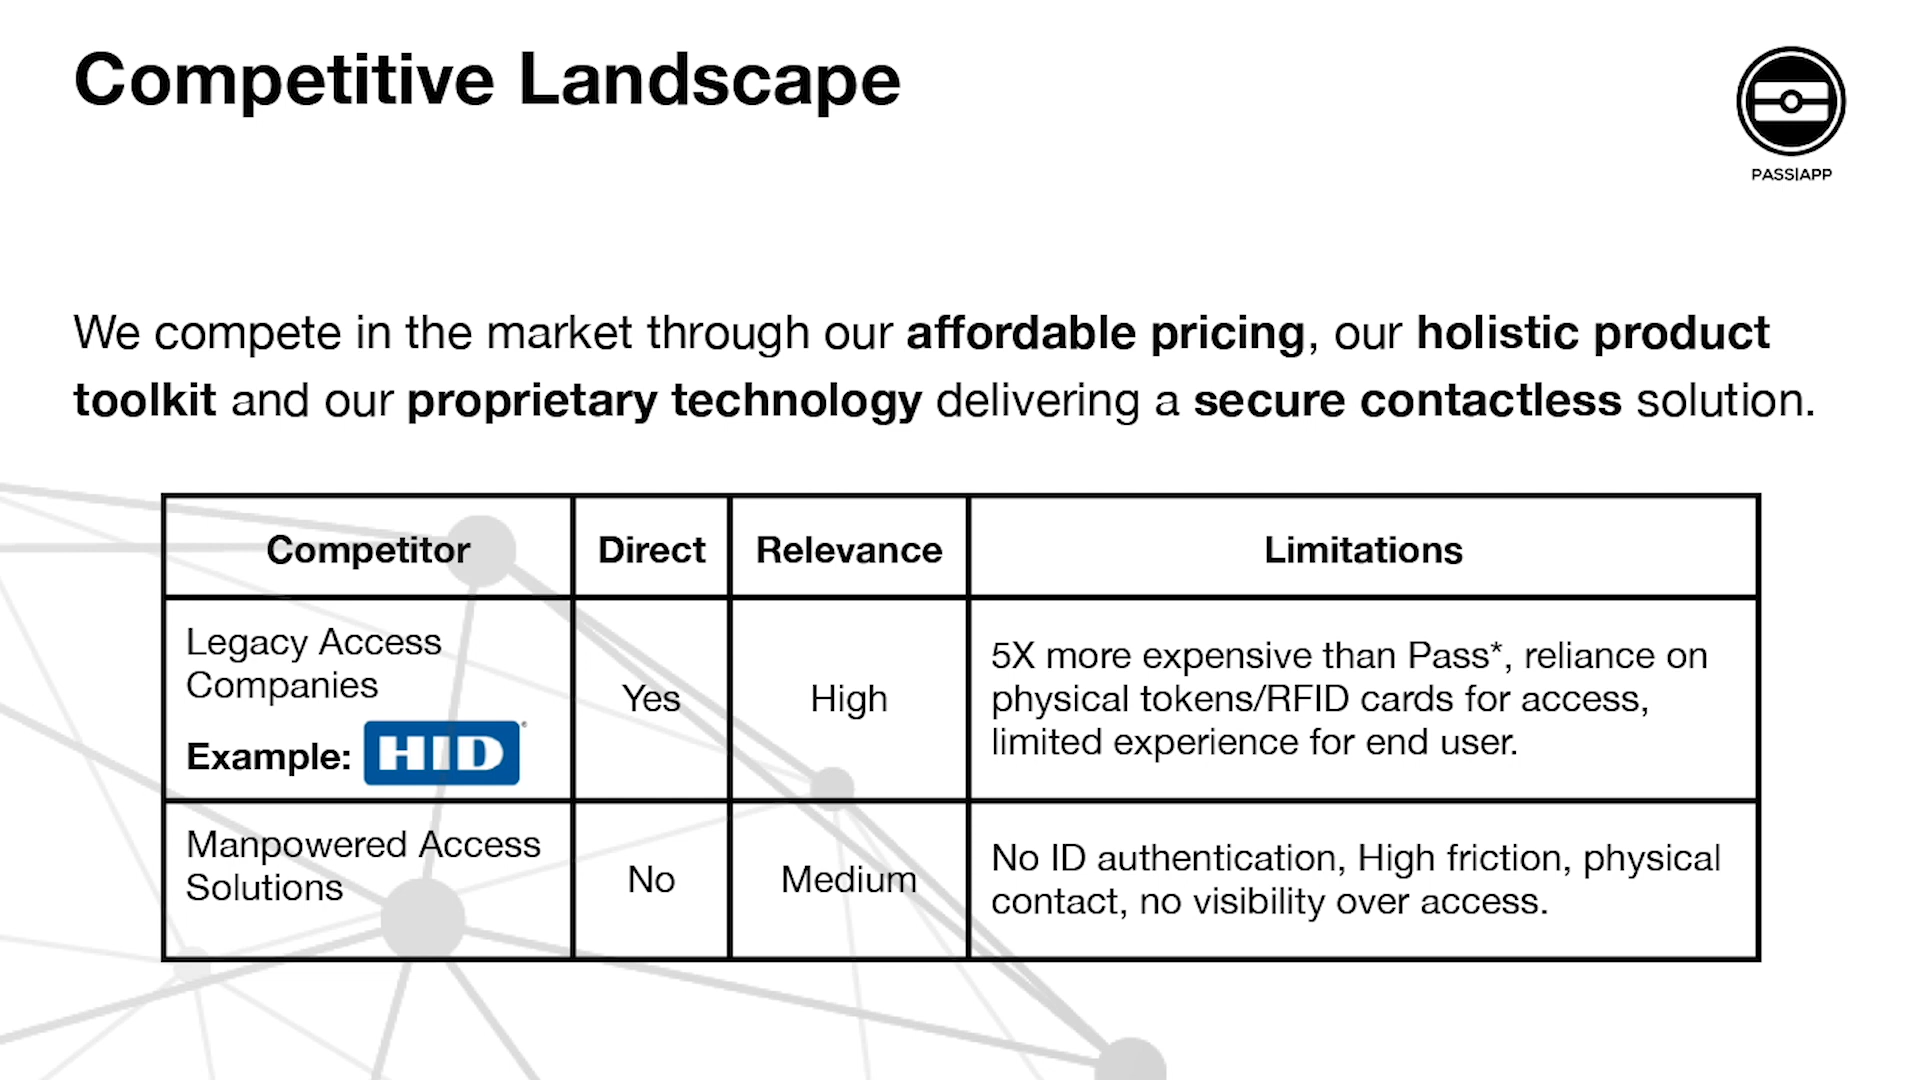 Competitive Landscape
PASS|APP
We compete in the market through our affordable pricing, our holistic product
toolkit and our proprietary technology delivering a secure contactless solution.
Competitor Direct Relevance Limitations
Legacy Access
Companies
Example: HID
Yes
High
5X more expensive than Pass*, reliance on
physical tokens/RFID cards for access,
limited experience for end user.
Manpowered Access
Solutions
No
Medium
No ID authentication, High friction, physical
contact, no visibility over access.